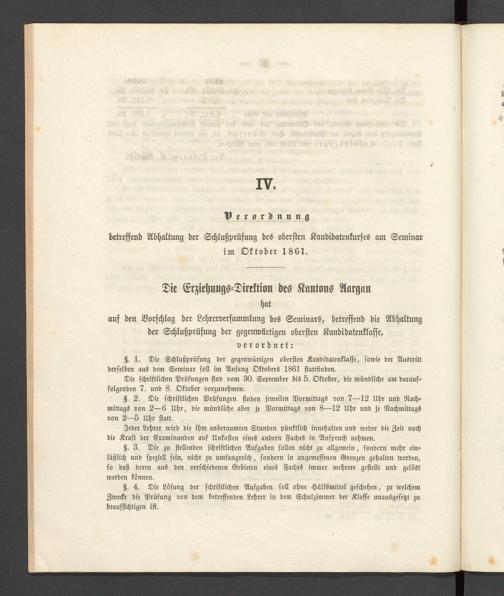 IV.
Verordnung
betreffend Abhaltung der Schlußprüfung des obersten Kandidatenkurses am Seminar
im Oktober 1861.
Die Erziehungs-Direktion des Kantons Aargau
hat
auf den Vorschlag der Lehrerversammlung des Seminars, betreffend die Abhaltung
der Schlußprüfung der gegenwärtigen obersten Kandidatenklasse,
verordnet:
§. 1. Die Schlußprüfung der gegenwärtigen obersten Kandidatenklasse, sowie der Austritt
derselben aus dem Seminar soll im Anfang Oktobers 1861 stattfinden.
Die schriftlichen Prüfungen sind vom 30. September bis 5. Oktober, die mündliche am darauf-
folgenden 7. und 8. Oktober vorzunehmen.
§. 2. Die schriftlichen Prüfungen finden jeweilen Vormittags von 7—12 Uhr und Nach-
mittags von 2—6 Uhr, die mündliche aber je Vormittags von 8—12 Uhr und je Nachmittags
von 2—5 Uhr statt.
Jeder Lehrer wird die ihm anberaumten Stunden pünktlich innehalten und weder die Zeit noch
die Kraft der Examinanden auf Unkosten eines andern Faches in Anspruch nehmen.
§. 3. Die zu stellenden schriftlichen Aufgaben sollen nicht zu allgemein, sondern mehr ein-
läßlich und speziell sein, nicht zu umfangreich, sondern in angemessenen Grenzen gehalten werden,
so daß deren aus den verschiedenen Gebieten eines Faches immer mehrere gestellt und gelöst
werden können.
§. 4. Die Lösung der schriftlichen Aufgaben soll ohne Hülfsmittel geschehen, zu welchem
Zwecke die Prüfung von dem betreffenden Lehrer in dem Schulzimmer der Klasse unausgesetzt zu
beaufsichtigen ist.